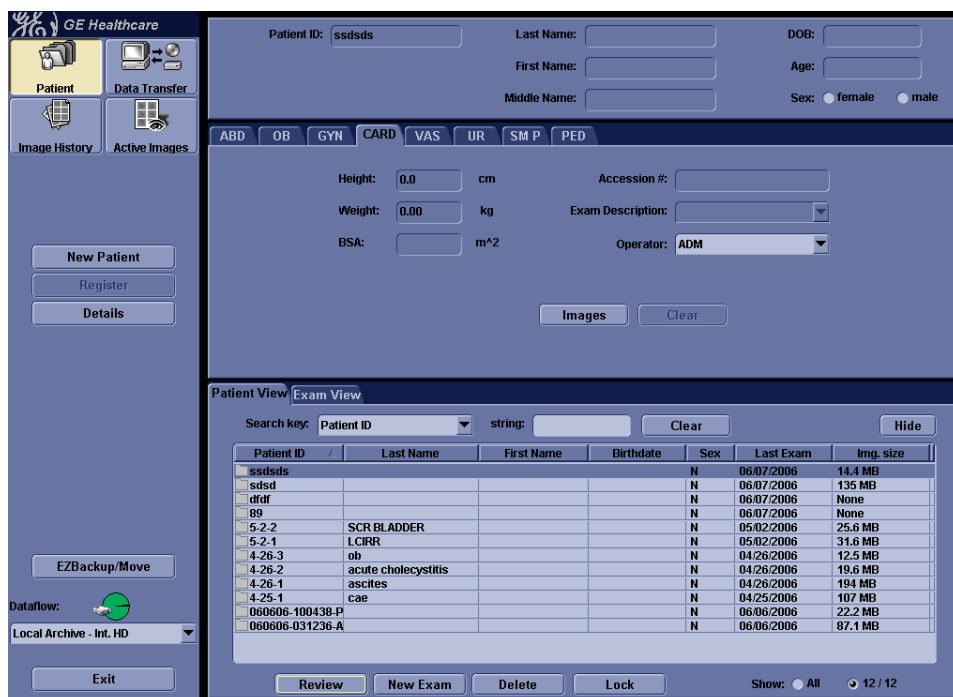 GE Healthcare
Patient
Data Transfer
Image History
Active Images
New Patient
Register
Details
EZBackup/Move
Dataflow:
Local Archive - Int. HD
Exit
Patient ID: ssdsds Last Name: DOB:
First Name: Age:
Middle Name: Sex: female male
ABD OB GYN CARD VAS UR SM P PED
Height: 0.0 cm Accession #:
Weight: 0.00 kg Exam Description:
BSA: m^2 Operator: ADM
Images Clear
Patient View Exam View
Search key: Patient ID string: Clear Hide
Patient ID Last Name First Name Birthdate Sex Last Exam Img. size
ssdsds N 06/07/2006 14.4 MB
sdsd N 06/07/2006 135 MB
dfdf N 06/07/2006 None
89 N 06/07/2006 None
5-2-2 SCR BLADDER N 05/02/2006 25.6 MB
5-2-1 LCIRR N 05/02/2006 31.6 MB
4-26-3 ob N 04/26/2006 12.5 MB
4-26-2 acute cholecystitis N 04/26/2006 19.6 MB
4-26-1 ascites N 04/26/2006 194 MB
4-25-1 cae N 04/25/2006 107 MB
060606-100438-P N 06/06/2006 22.2 MB
060606-031236-A N 06/06/2006 87.1 MB
Review New Exam Delete Lock Show: All 12 / 12